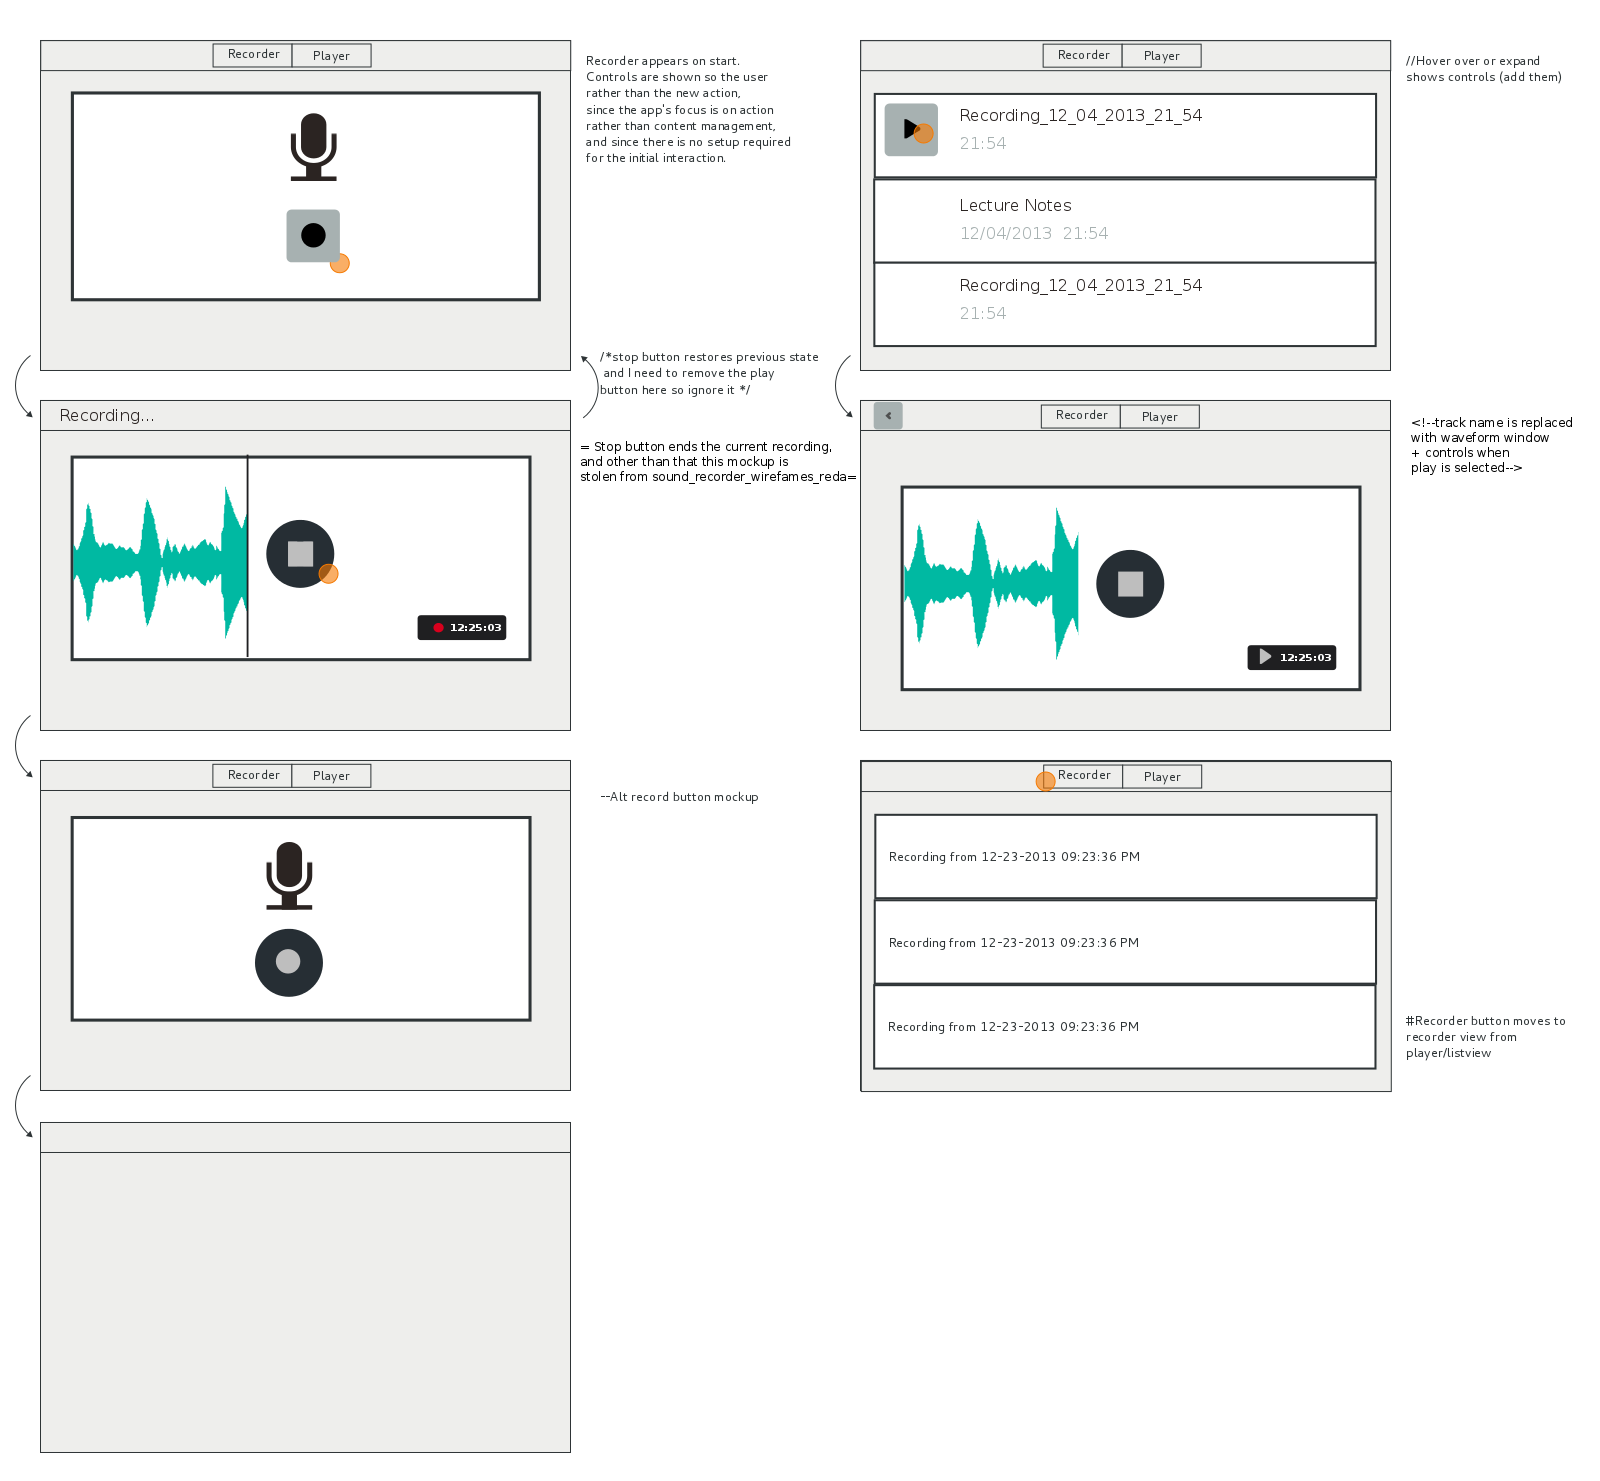 Recorder
Player
Recorder appears on start.
Controls are shown so the user
rather than the new action,
since the app's focus is on action
rather than content management,
and since there is no setup required
for the initial interaction.
/*stop button restores previous state
and I need to remove the play
button here so ignore it */
Recording...
= Stop button ends the current recording,
and other than that this mockup is
stolen from sound_recorder_wirefames_reda=
12:25:03
Recorder
Player
--Alt record button mockup
Recorder
Player
//Hover over or expand
shows controls (add them)
Recording_12_04_2013_21_54
21:54
Lecture Notes
12/04/2013 21:54
Recording_12_04_2013_21_54
21:54
Recorder
Player
<!--track name is replaced
with waveform window
+ controls when
play is selected-->
12:25:03
Recorder
Player
Recording from 12-23-2013 09:23:36 PM
Recording from 12-23-2013 09:23:36 PM
Recording from 12-23-2013 09:23:36 PM
#Recorder button moves to
recorder view from
player/listview